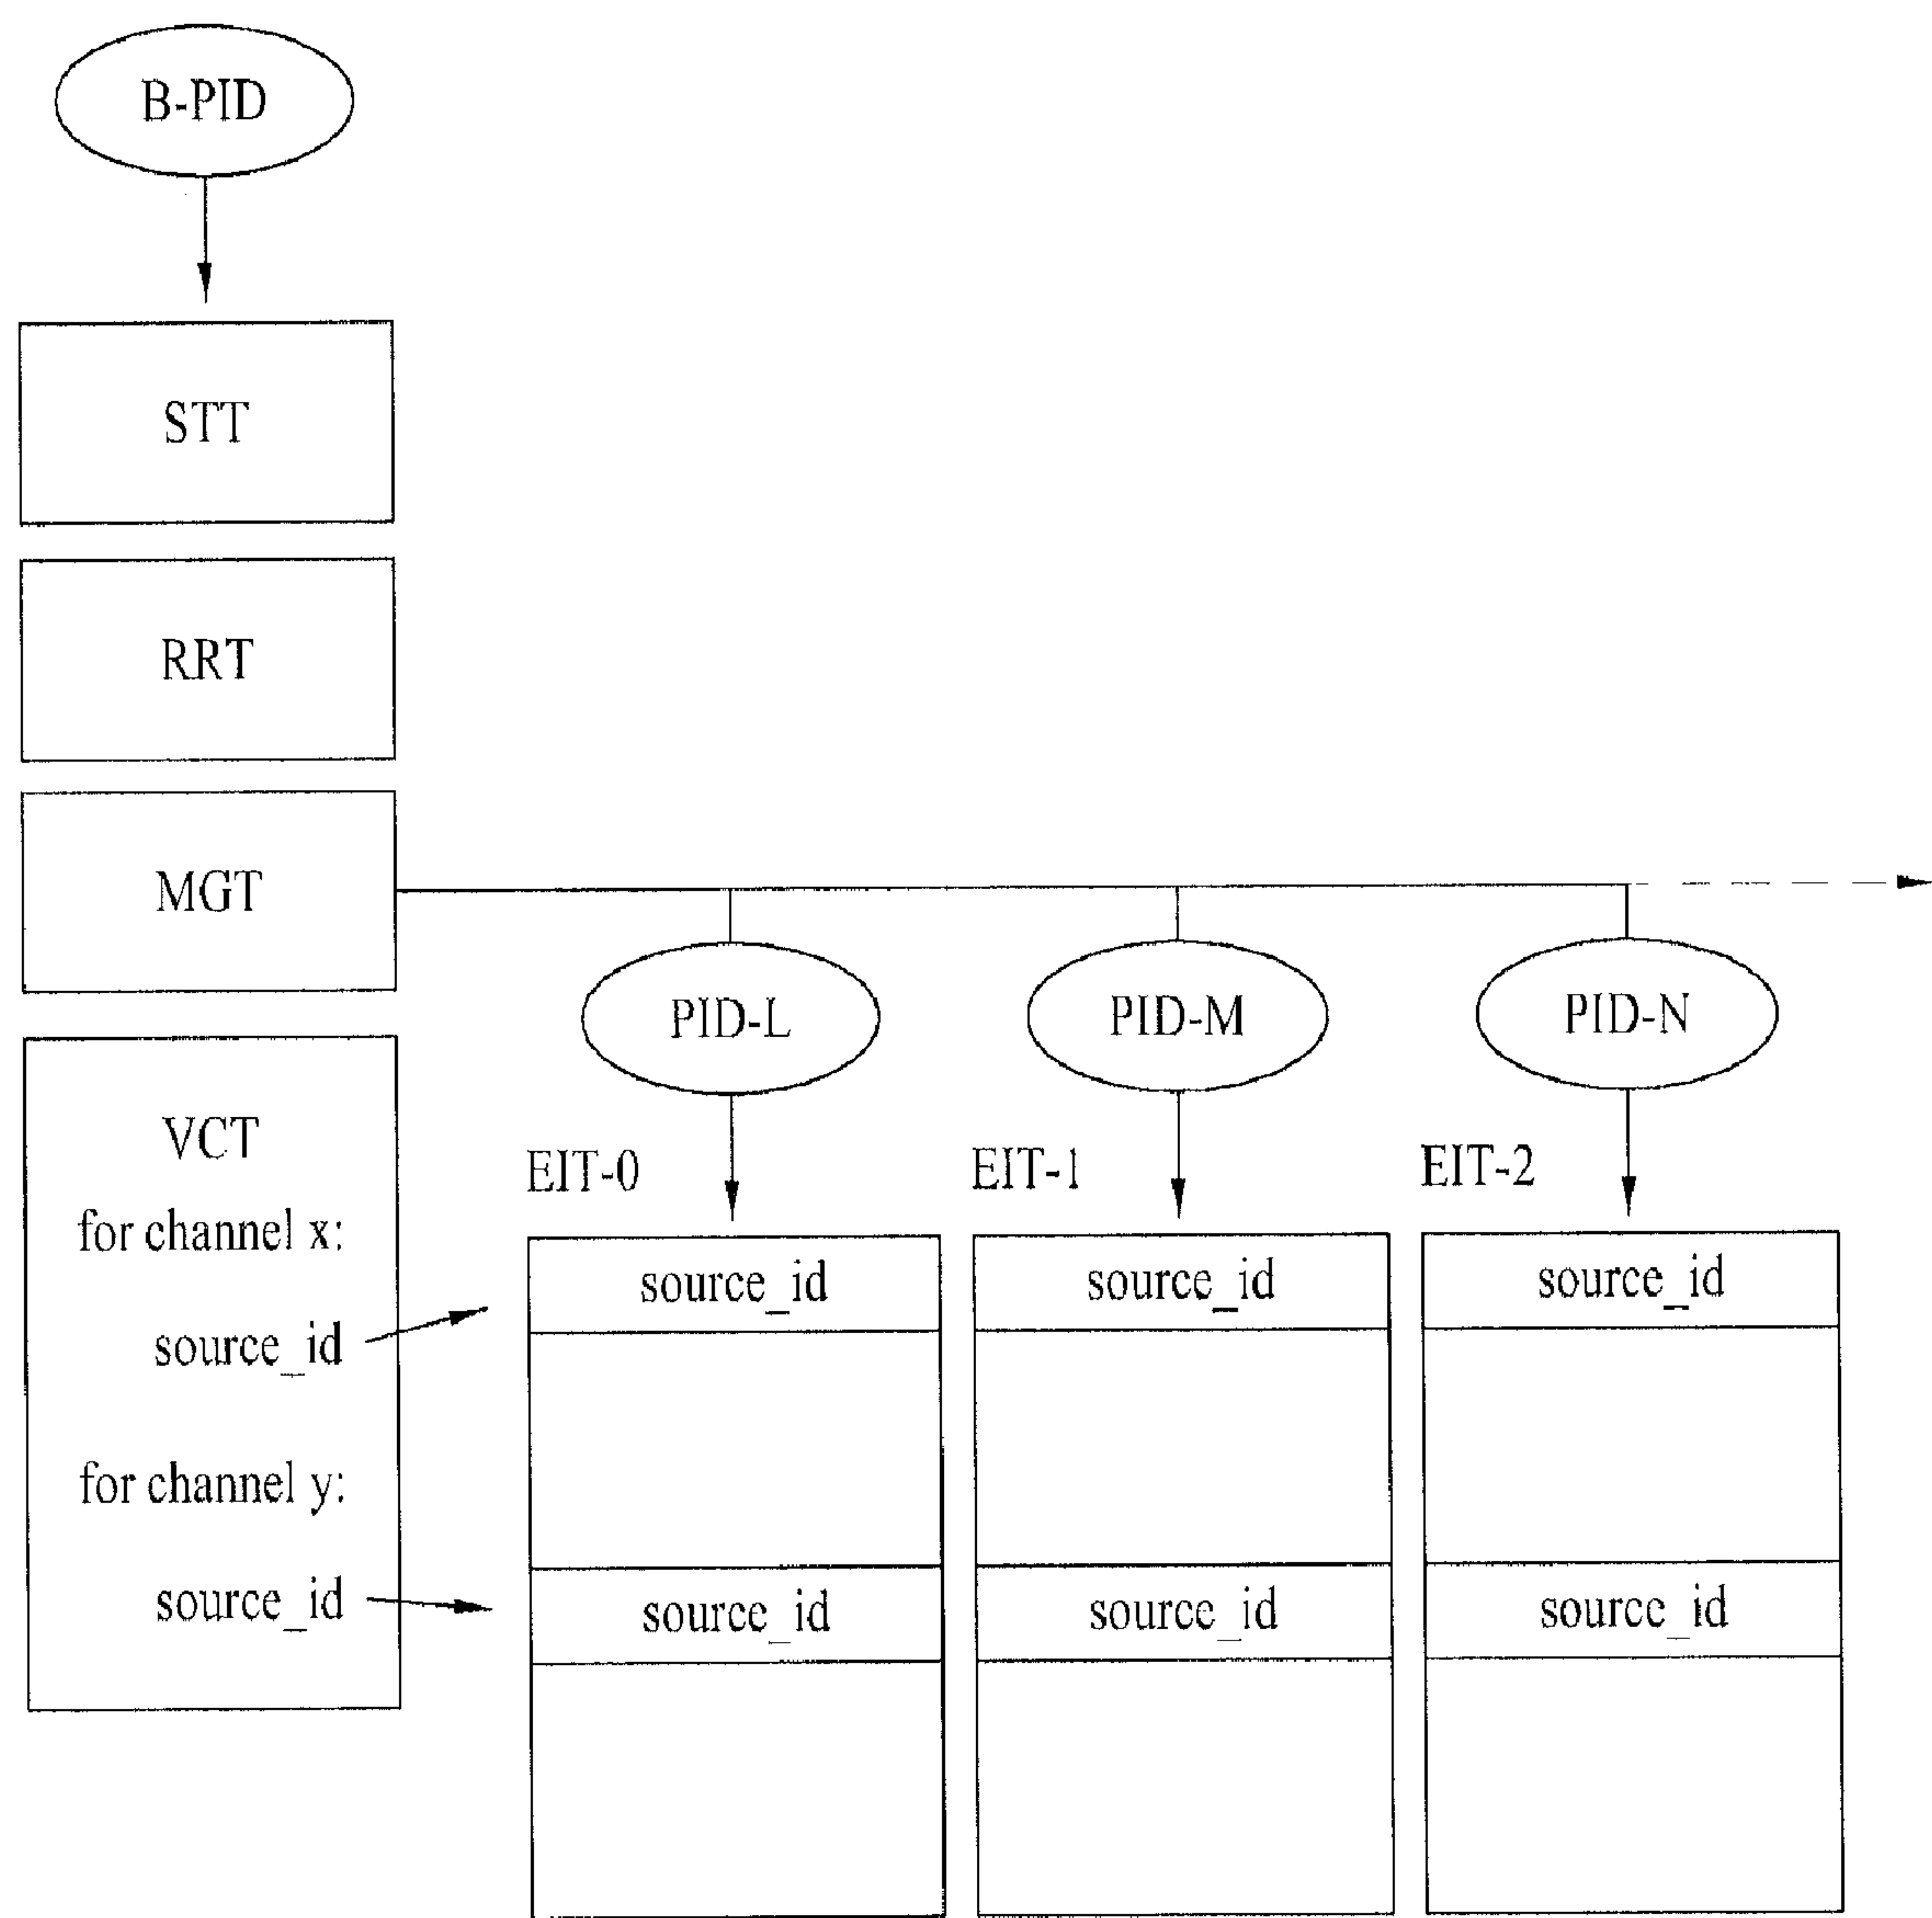 B-PID
STT
RRT
MGT
PID-L
PID-M
PID-N
VCT
for channel x:
source_id
for channel y:
source_id
EIT-0
source_id
source_id
EIT-1
source_id
source_id
EIT-2
source_id
source_id